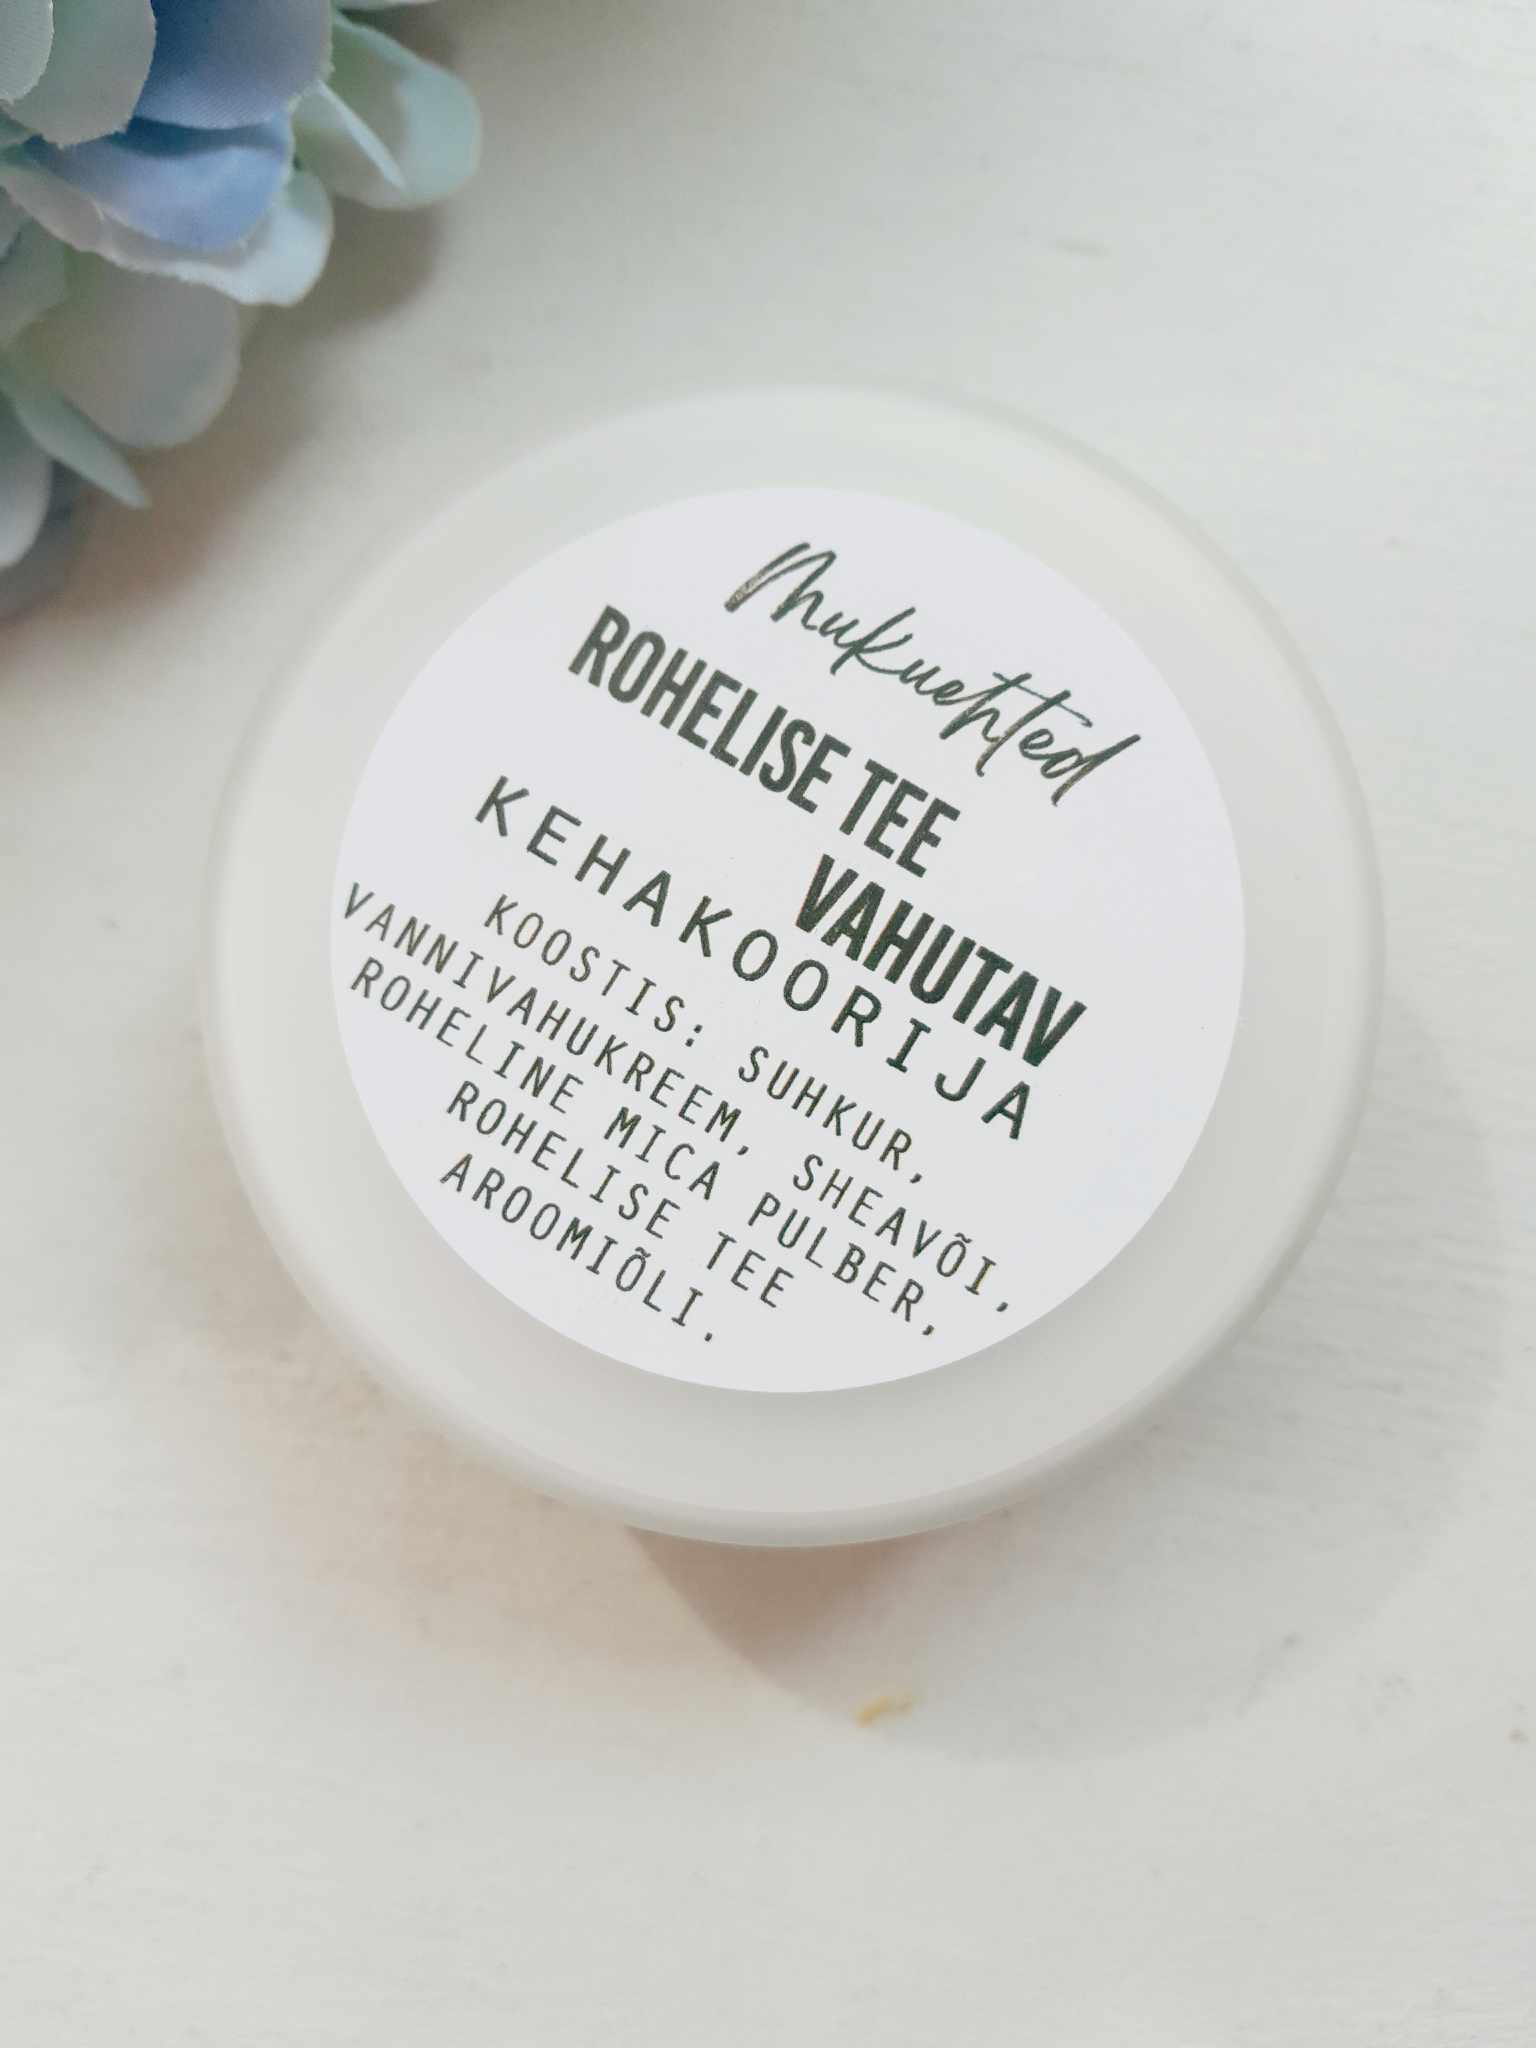 Mukuehted
ROHELISE TEE
VAHUTAV
KEHAKOORIJA
KOOSTIS: SUHKUR,
VANNIVAHUKREEM, SHEAVÕI,
ROHELINE MICA PULBER,
ROHELISE TEE
AROOMIÕLI.